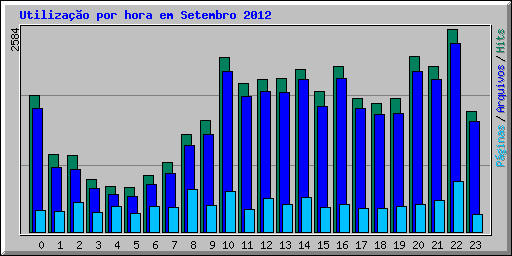 Utilização por hora em Setembro 2012
2584
Páginas / Arquivos / Hits
0 1 2 3 4 5 6 7 8 9 10 11 12 13 14 15 16 17 18 19 20 21 22 23